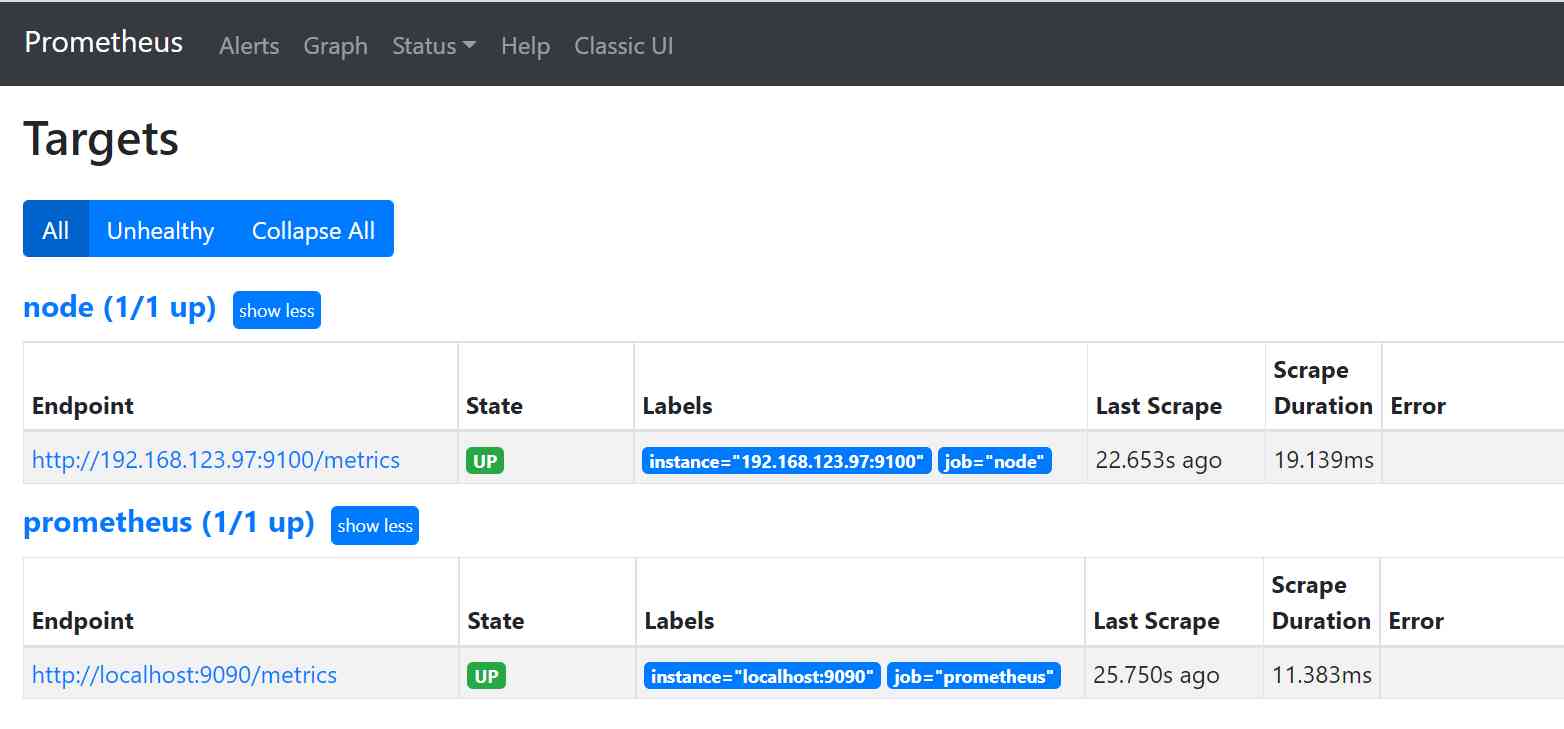 Prometheus Alerts Graph Status Help Classic UI
Targets
All Unhealthy Collapse All
node (1/1 up) show less
Endpoint State Labels Last Scrape Scrape Duration Error
http://192.168.123.97:9100/metrics UP instance="192.168.123.97:9100" job="node" 22.653s ago 19.139ms
prometheus (1/1 up) show less
Endpoint State Labels Last Scrape Scrape Duration Error
http://localhost:9090/metrics UP instance="localhost:9090" job="prometheus" 25.750s ago 11.383ms